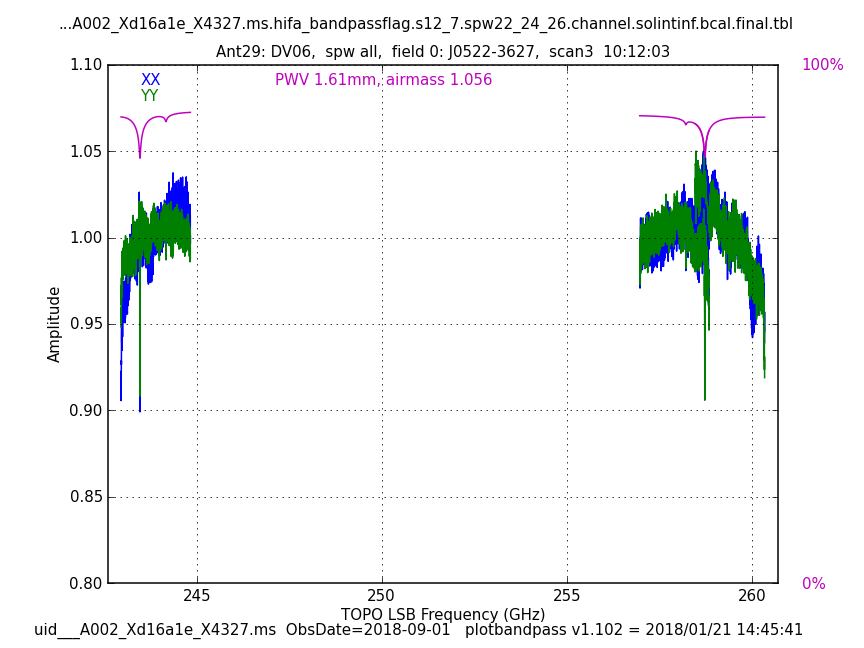 ...A002_Xd16a1e_X4327.ms.hifa_bandpassflag.s12_7.spw22_24_26.channel.solintinf.bcal.final.tbl
Ant29: DV06,  spw all,  field 0: J0522-3627,  scan3  10:12:03
1.10
100%
XX
PWV 1.61mm, airmass 1.056
YY
1.05
1.00
Amplitude
0.95
0.90
0.85
0.80
0%
245
250
255
260
TOPO LSB Frequency (GHz)
uid___A002_Xd16a1e_X4327.ms  ObsDate=2018-09-01   plotbandpass v1.102 = 2018/01/21 14:45:41